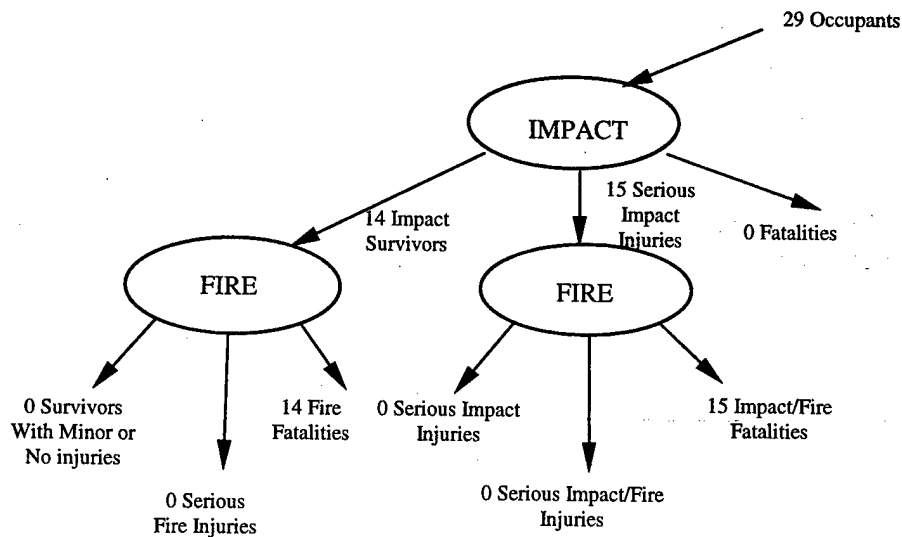 29 Occupants
IMPACT
14 Impact
Survivors
15 Serious
Impact
Injuries
0 Fatalities
FIRE
FIRE
0 Survivors
With Minor or
No injuries
0 Serious
Fire Injuries
14 Fire
Fatalities
0 Serious Impact
Injuries
0 Serious Impact/Fire
Injuries
15 Impact/Fire
Fatalities